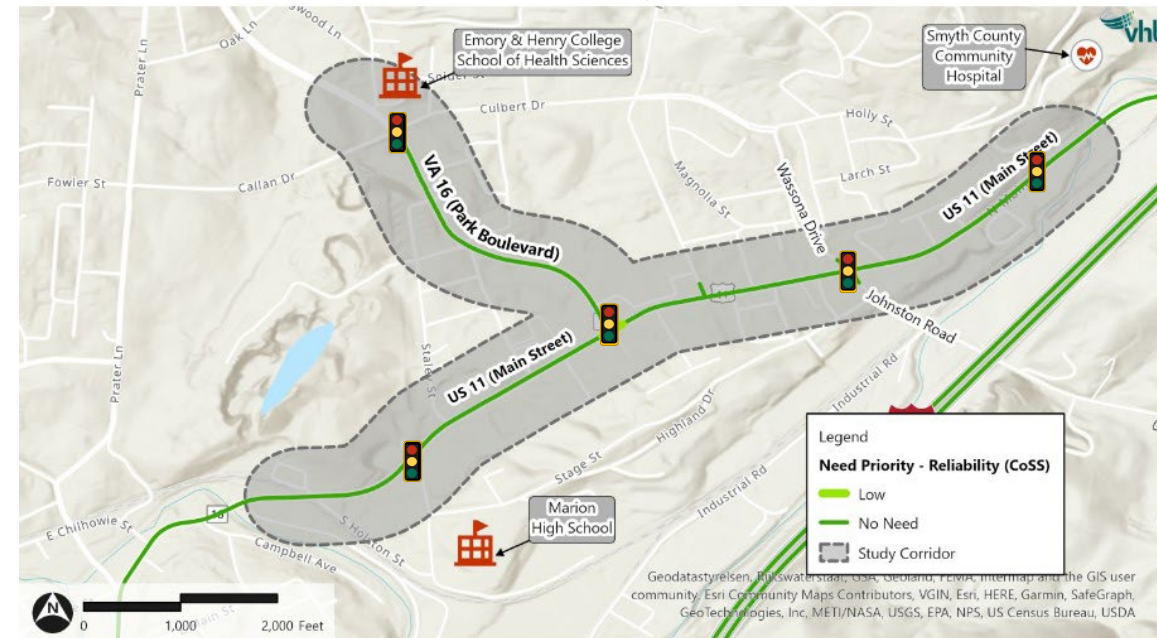 Oak Ln
Prater Ln
Emory & Henry College
School of Health Sciences
Smyth County
Community
Hospital
Culbert Dr
Holly St
Fowler St
Callan Dr
VA 16 (Park Boulevard)
Magnolia St
Wassona Drive
Larch St
US 11 (Main Street)
Prater Ln
Staley St
US 11 (Main Street)
Johnston Road
Highland Dr
Industrial Rd
Stage St
Industrial Rd
Marion
High School
E Chilhowie St
16
S Holston St
Campbell Ave
Legend
Need Priority - Reliability (CoSS)
Low
No Need
Study Corridor
N
0 1,000 2,000 Feet
Geodatastyrelsen, Rijkswaterstaat, GSA, Geoland, FEMA, Intermap and the GIS user
community, Esri Community Maps Contributors, VGIN, Esri, HERE, Garmin, SafeGraph,
GeoTechnologies, Inc, METI/NASA, USGS, EPA, NPS, US Census Bureau, USDA